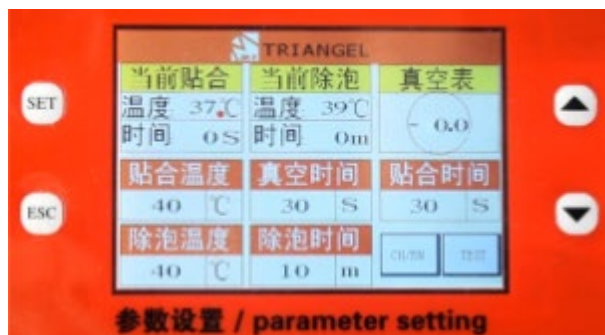 TRIANGEL
当前贴合 当前除泡 真空表
SET 温度 37℃ 温度 39℃
- 0.0
时间 0S 时间 0m
贴合温度 真空时间 贴合时间
ESC 40 ℃ 30 S 30 S
除泡温度 除泡时间 CH/EN TEST
40 ℃ 10 m
参数设置 / parameter setting